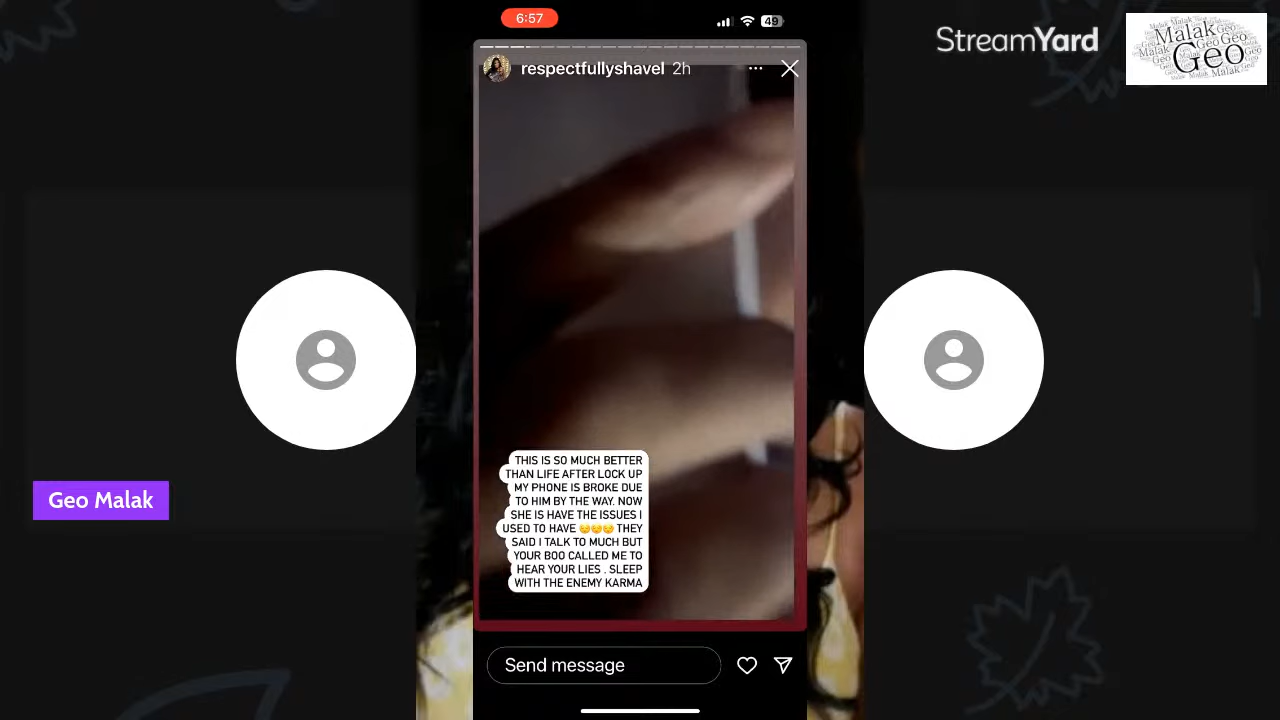 6:57
49
StreamYard
Malak
Geo
respectfullyshavel 2h
THIS IS SO MUCH BETTER
THAN LIFE AFTER LOCK UP
MY PHONE IS BROKE DUE
TO HIM BY THE WAY. NOW
SHE IS HAVE THE ISSUES I
USED TO HAVE 😏😏😏 THEY
SAID I TALK TO MUCH BUT
YOUR BOO CALLED ME TO
HEAR YOUR LIES . SLEEP
WITH THE ENEMY KARMA
Geo Malak
Send message